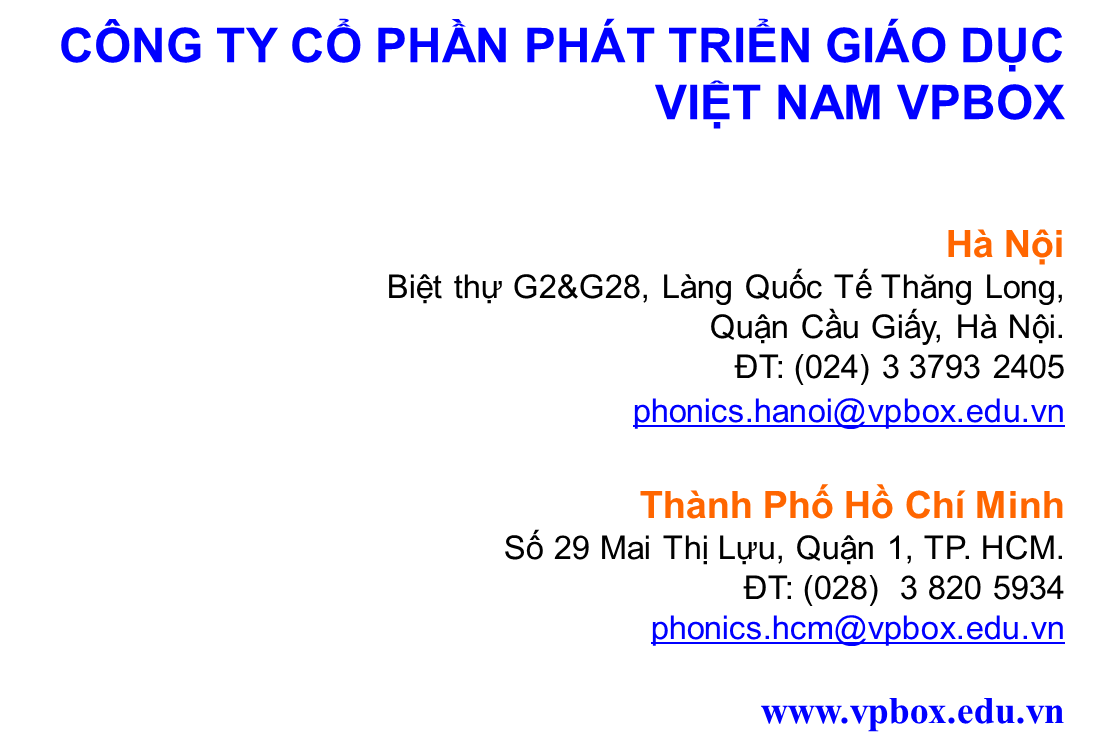 CÔNG TY CỔ PHẦN PHÁT TRIỂN GIÁO DỤC
VIỆT NAM VPBOX
Hà Nội
Biệt thự G2&G28, Làng Quốc Tế Thăng Long,
Quận Cầu Giấy, Hà Nội.
ĐT: (024) 3 3793 2405
phonics.hanoi@vpbox.edu.vn
Thành Phố Hồ Chí Minh
Số 29 Mai Thị Lựu, Quận 1, TP. HCM.
ĐT: (028)  3 820 5934
phonics.hcm@vpbox.edu.vn
www.vpbox.edu.vn